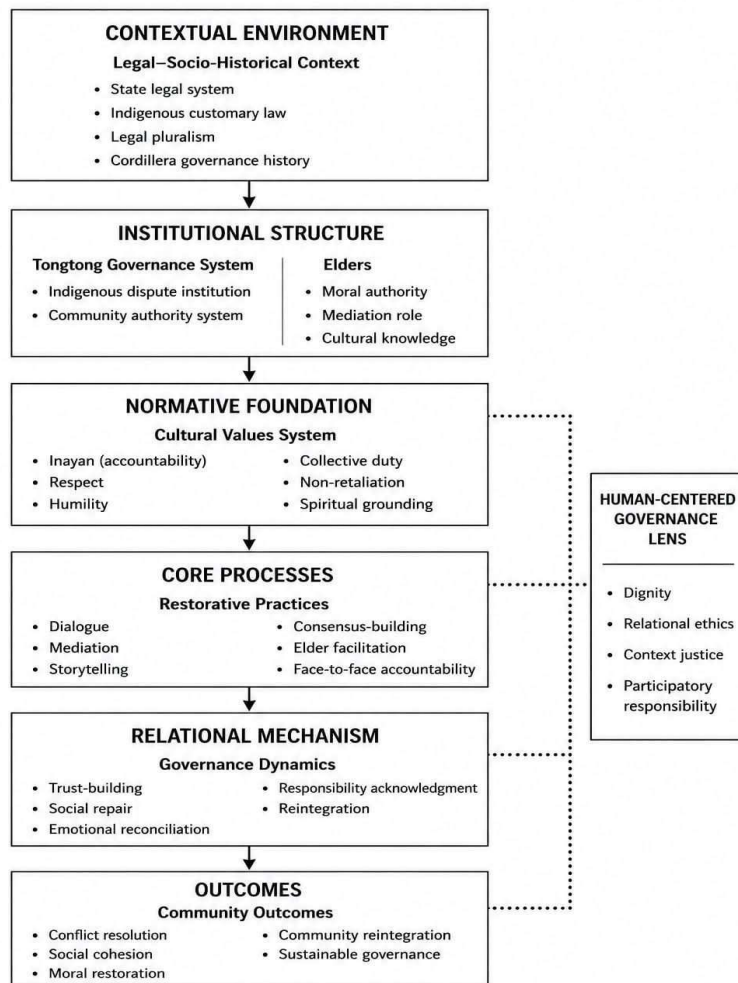 CONTEXTUAL ENVIRONMENT
Legal–Socio-Historical Context
• State legal system
• Indigenous customary law
• Legal pluralism
• Cordillera governance history
INSTITUTIONAL STRUCTURE
Tongtong Governance System
• Indigenous dispute institution
• Community authority system
Elders
• Moral authority
• Mediation role
• Cultural knowledge
NORMATIVE FOUNDATION
Cultural Values System
• Inayan (accountability)
• Respect
• Humility
• Collective duty
• Non-retaliation
• Spiritual grounding
CORE PROCESSES
Restorative Practices
• Dialogue
• Mediation
• Storytelling
• Consensus-building
• Elder facilitation
• Face-to-face accountability
RELATIONAL MECHANISM
Governance Dynamics
• Trust-building
• Social repair
• Emotional reconciliation
• Responsibility acknowledgment
• Reintegration
OUTCOMES
Community Outcomes
• Conflict resolution
• Social cohesion
• Moral restoration
• Community reintegration
• Sustainable governance
HUMAN-CENTERED
GOVERNANCE
LENS
• Dignity
• Relational ethics
• Context justice
• Participatory
responsibility